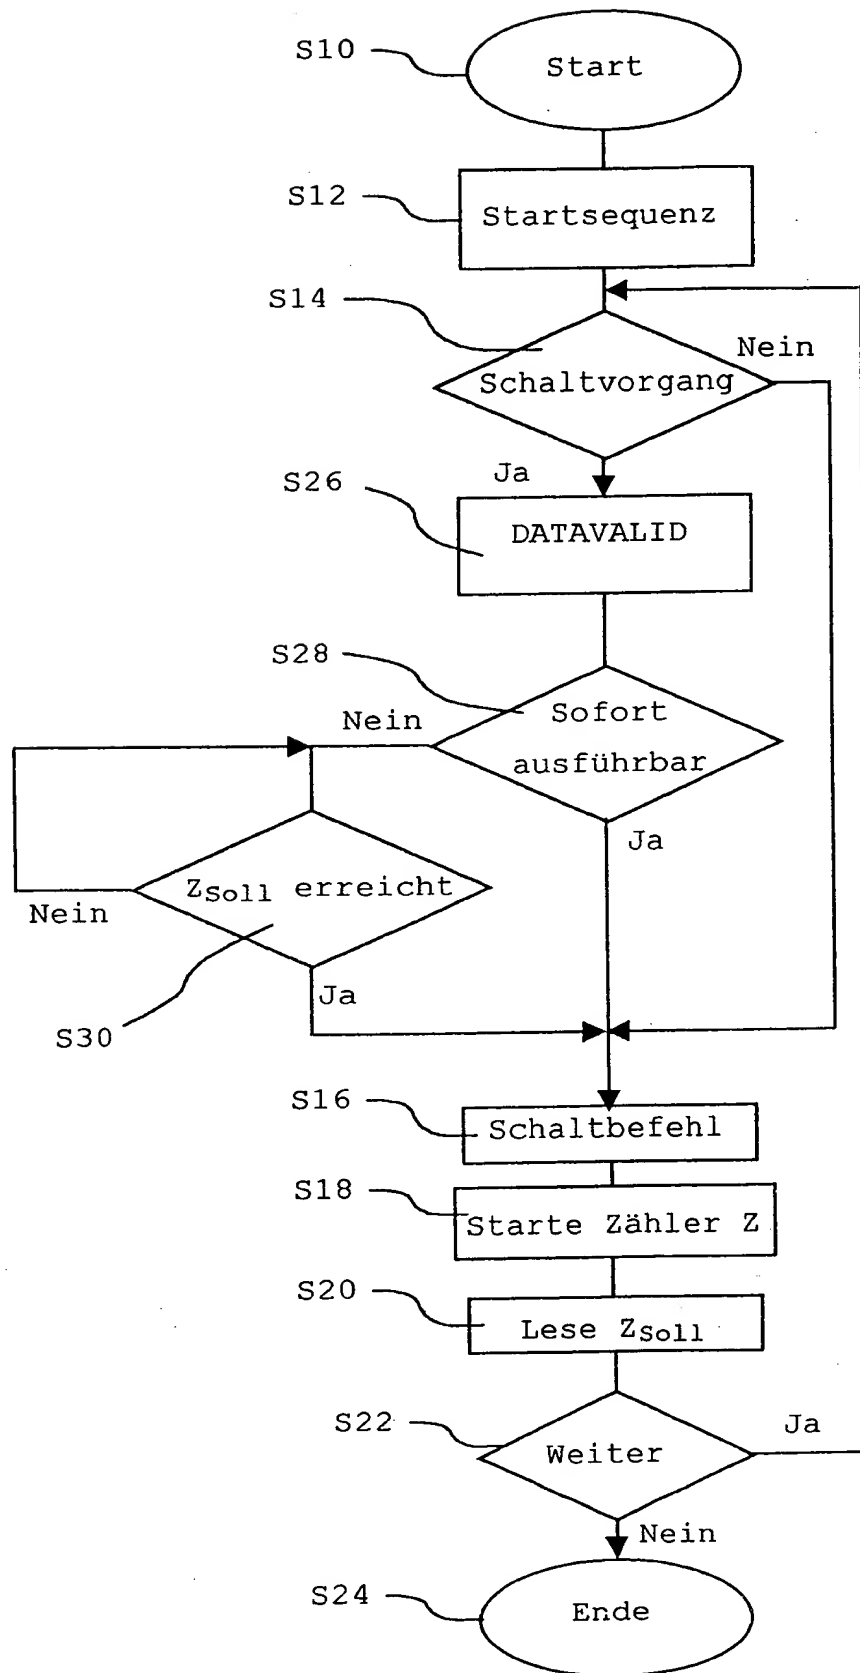 S10
Start
S12
Startsequenz
S14
Nein
Schaltvorgang
Ja
S26
DATAVALID
S28
Nein
Sofort
ausführbar
Ja
ZSoll erreicht
Nein
Ja
S30
S16
Schaltbefehl
S18
Starte Zähler Z
S20
Lese ZSoll
S22
Ja
Weiter
Nein
S24
Ende